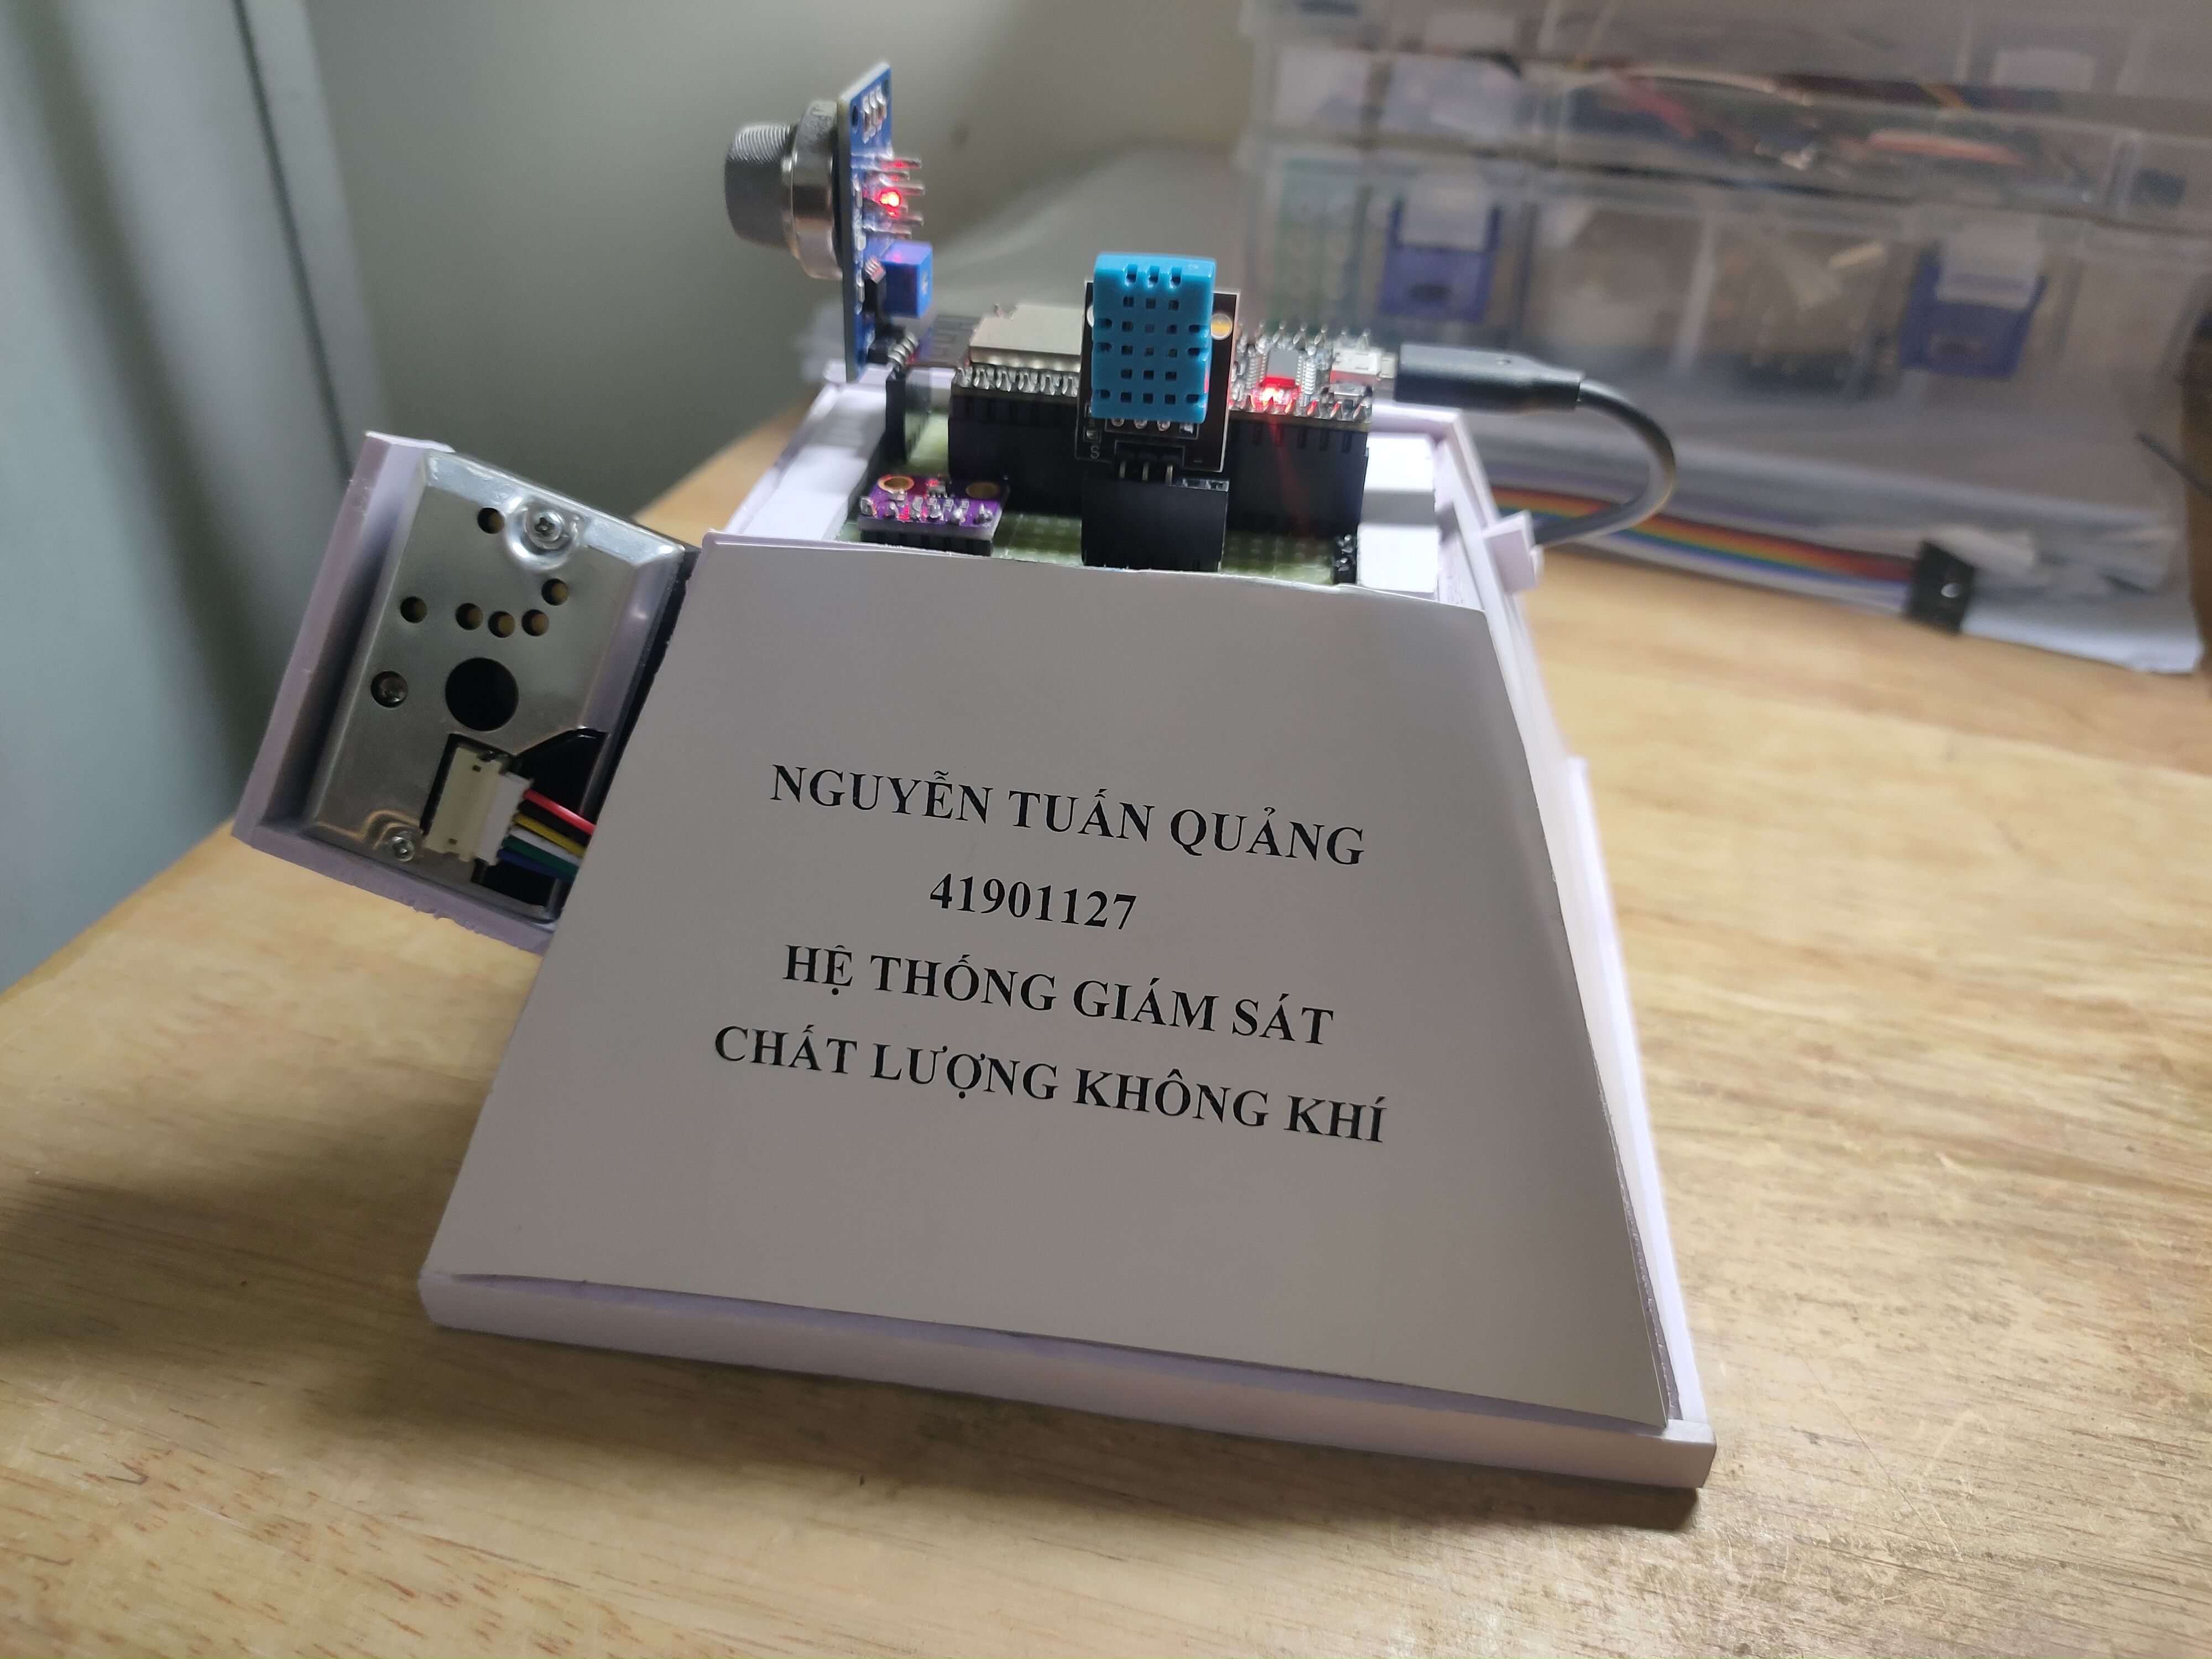 NGUYỄN TUẤN QUẢNG
41901127
HỆ THỐNG GIÁM SÁT
CHẤT LƯỢNG KHÔNG KHÍ
S